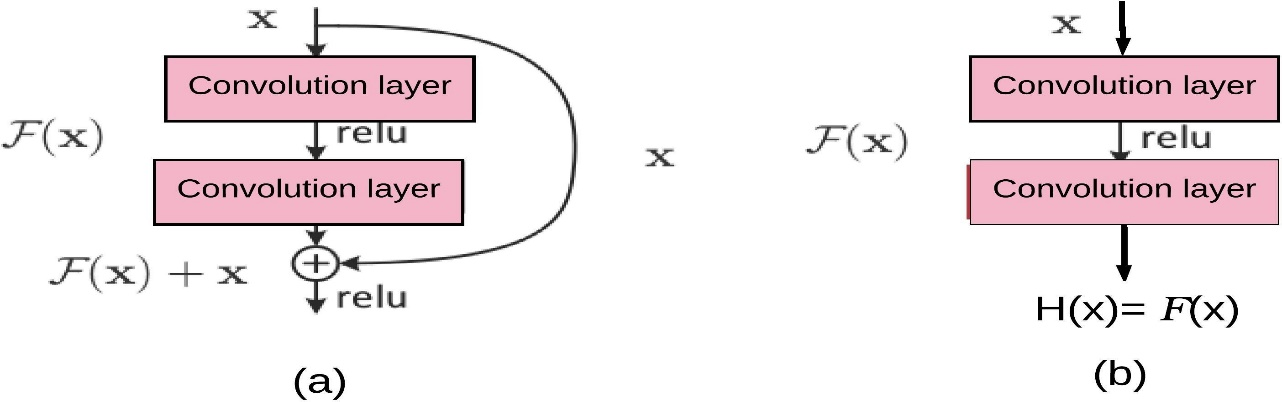 x
Convolution layer
relu
F(x)
x
Convolution layer
F(x) + x
+
relu
(a)
x
Convolution layer
relu
F(x)
Convolution layer
H(x)= F(x)
(b)